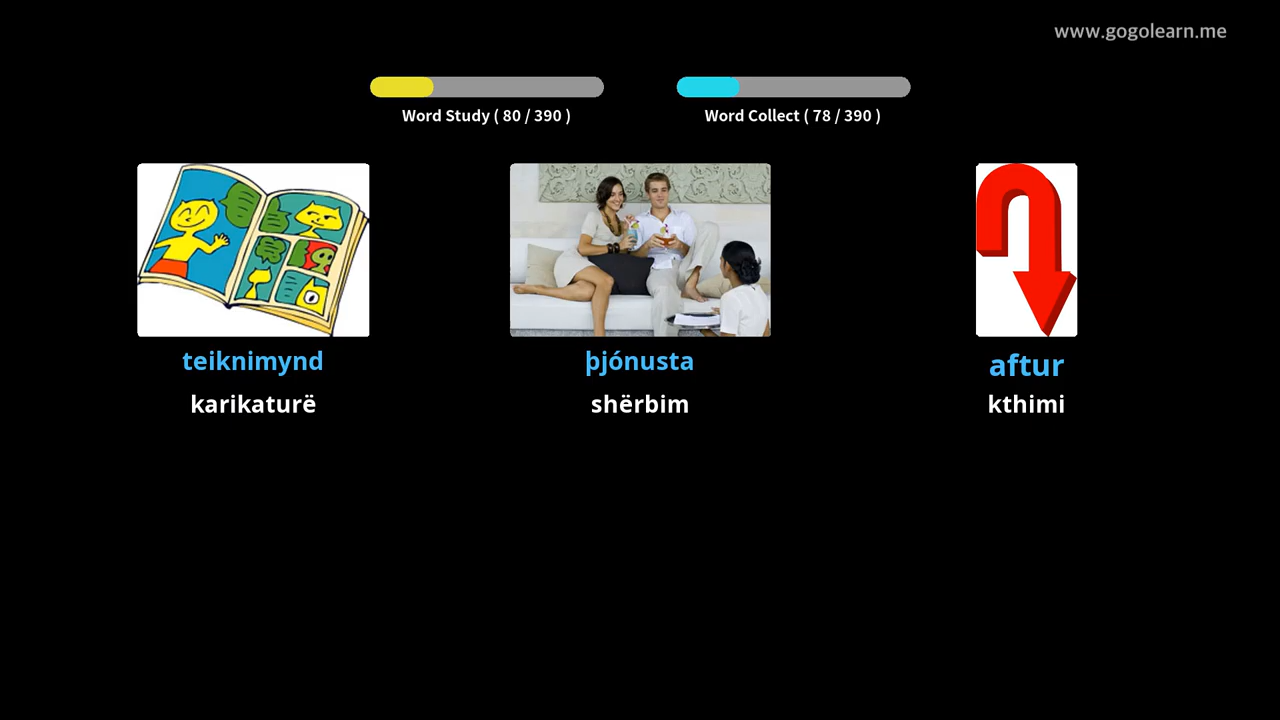 www.gogolearn.me
Word Study ( 80 / 390 )
Word Collect ( 78 / 390 )
teiknimynd
karikaturë
þjónusta
shërbim
aftur
kthimi